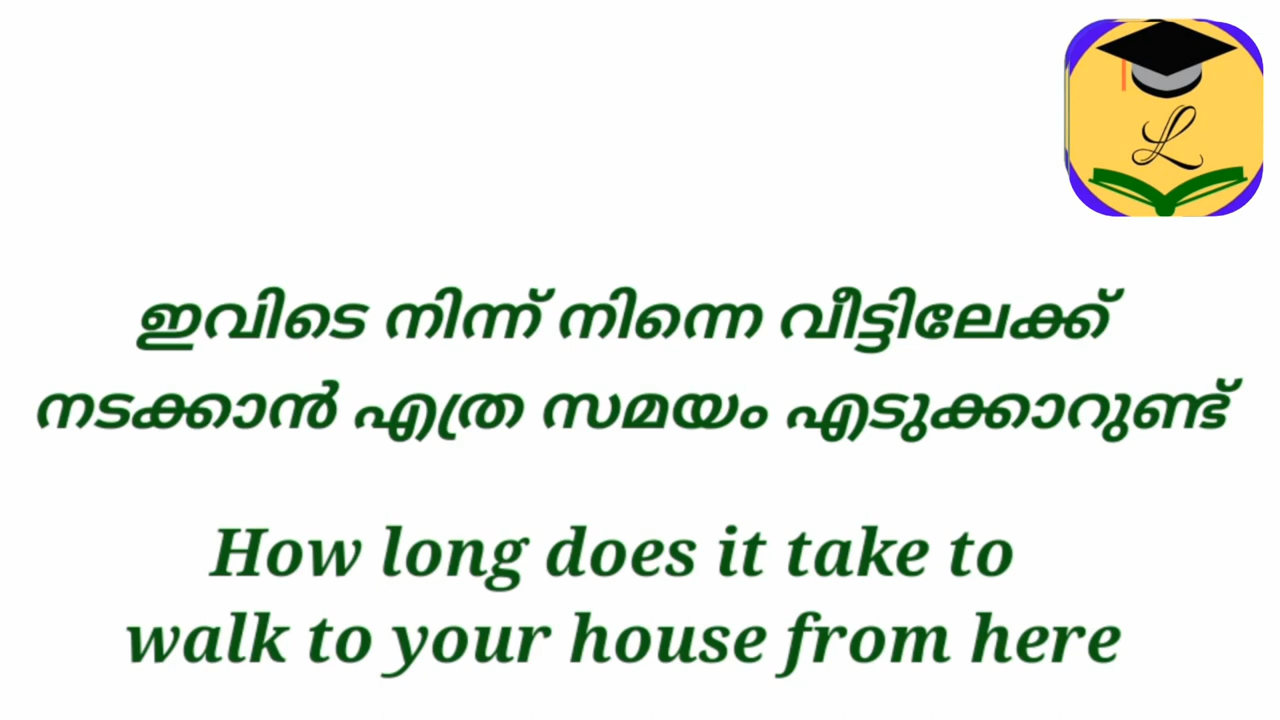 L
ഇവിടെ നിന്ന് നിന്നെ വീട്ടിലേക്ക്
നടക്കാൻ എത്ര സമയം എടുക്കാറുണ്ട്
How long does it take to
walk to your house from here